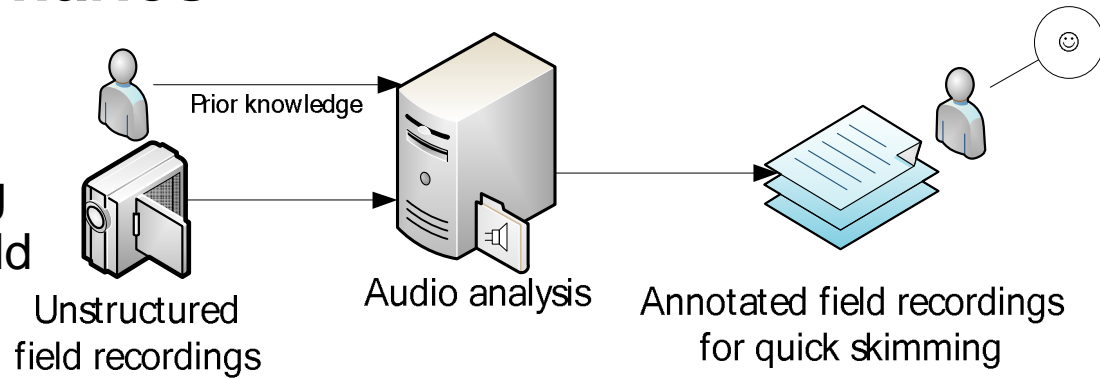 Prior knowledge
Unstructured
field recordings
Audio analysis
Annotated field recordings
for quick skimming